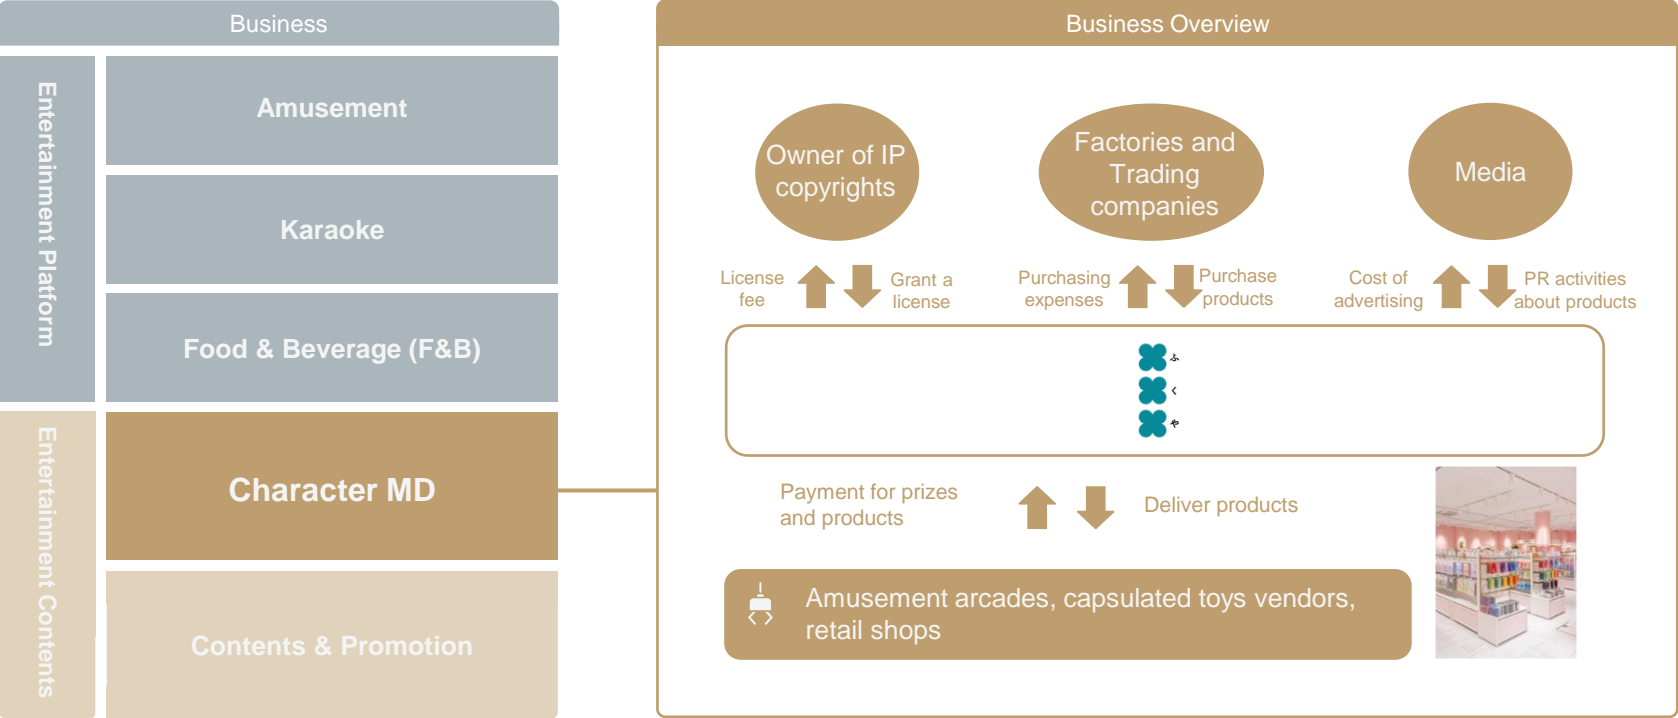 Business
Entertainment Platform
Amusement
Karaoke
Food & Beverage (F&B)
Entertainment Contents
Character MD
Contents & Promotion
Business Overview
Owner of IP
copyrights
Factories and
Trading
companies
Media
License
fee
Grant a
license
Purchasing
expenses
Purchase
products
Cost of
advertising
PR activities
about products
Payment for prizes
and products
Deliver products
Amusement arcades, capsulated toys vendors,
retail shops